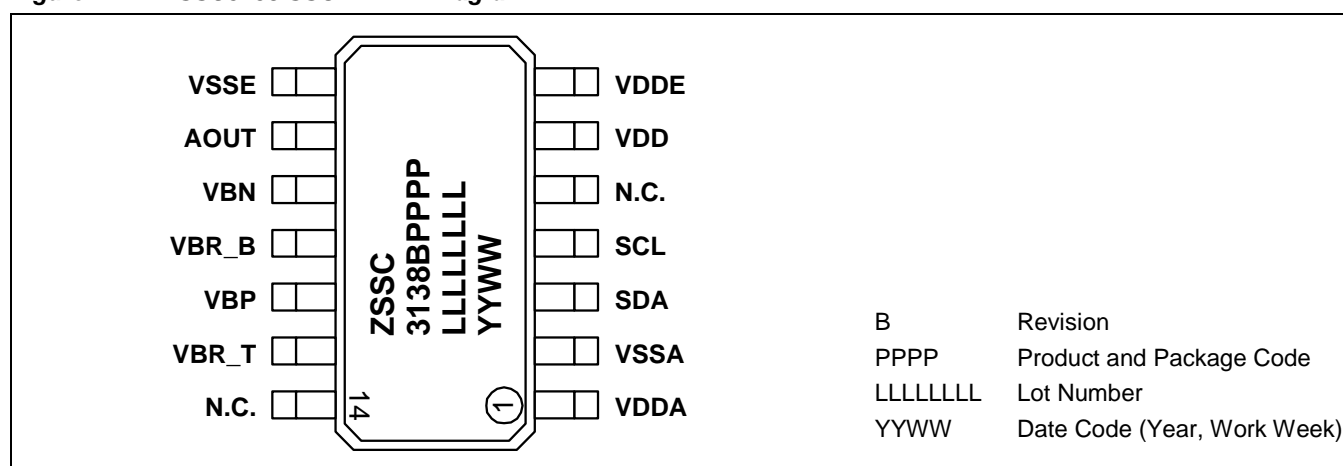 VSSE
AOUT
VBN
VBR_B
VBP
VBR_T
N.C.
ZSSC
3138BPPPP
LLLLLLLL
YYWW
14
1
VDDE
VDD
N.C.
SCL
SDA
VSSA
VDDA
B Revision
PPPP Product and Package Code
LLLLLLLL Lot Number
YYWW Date Code (Year, Work Week)